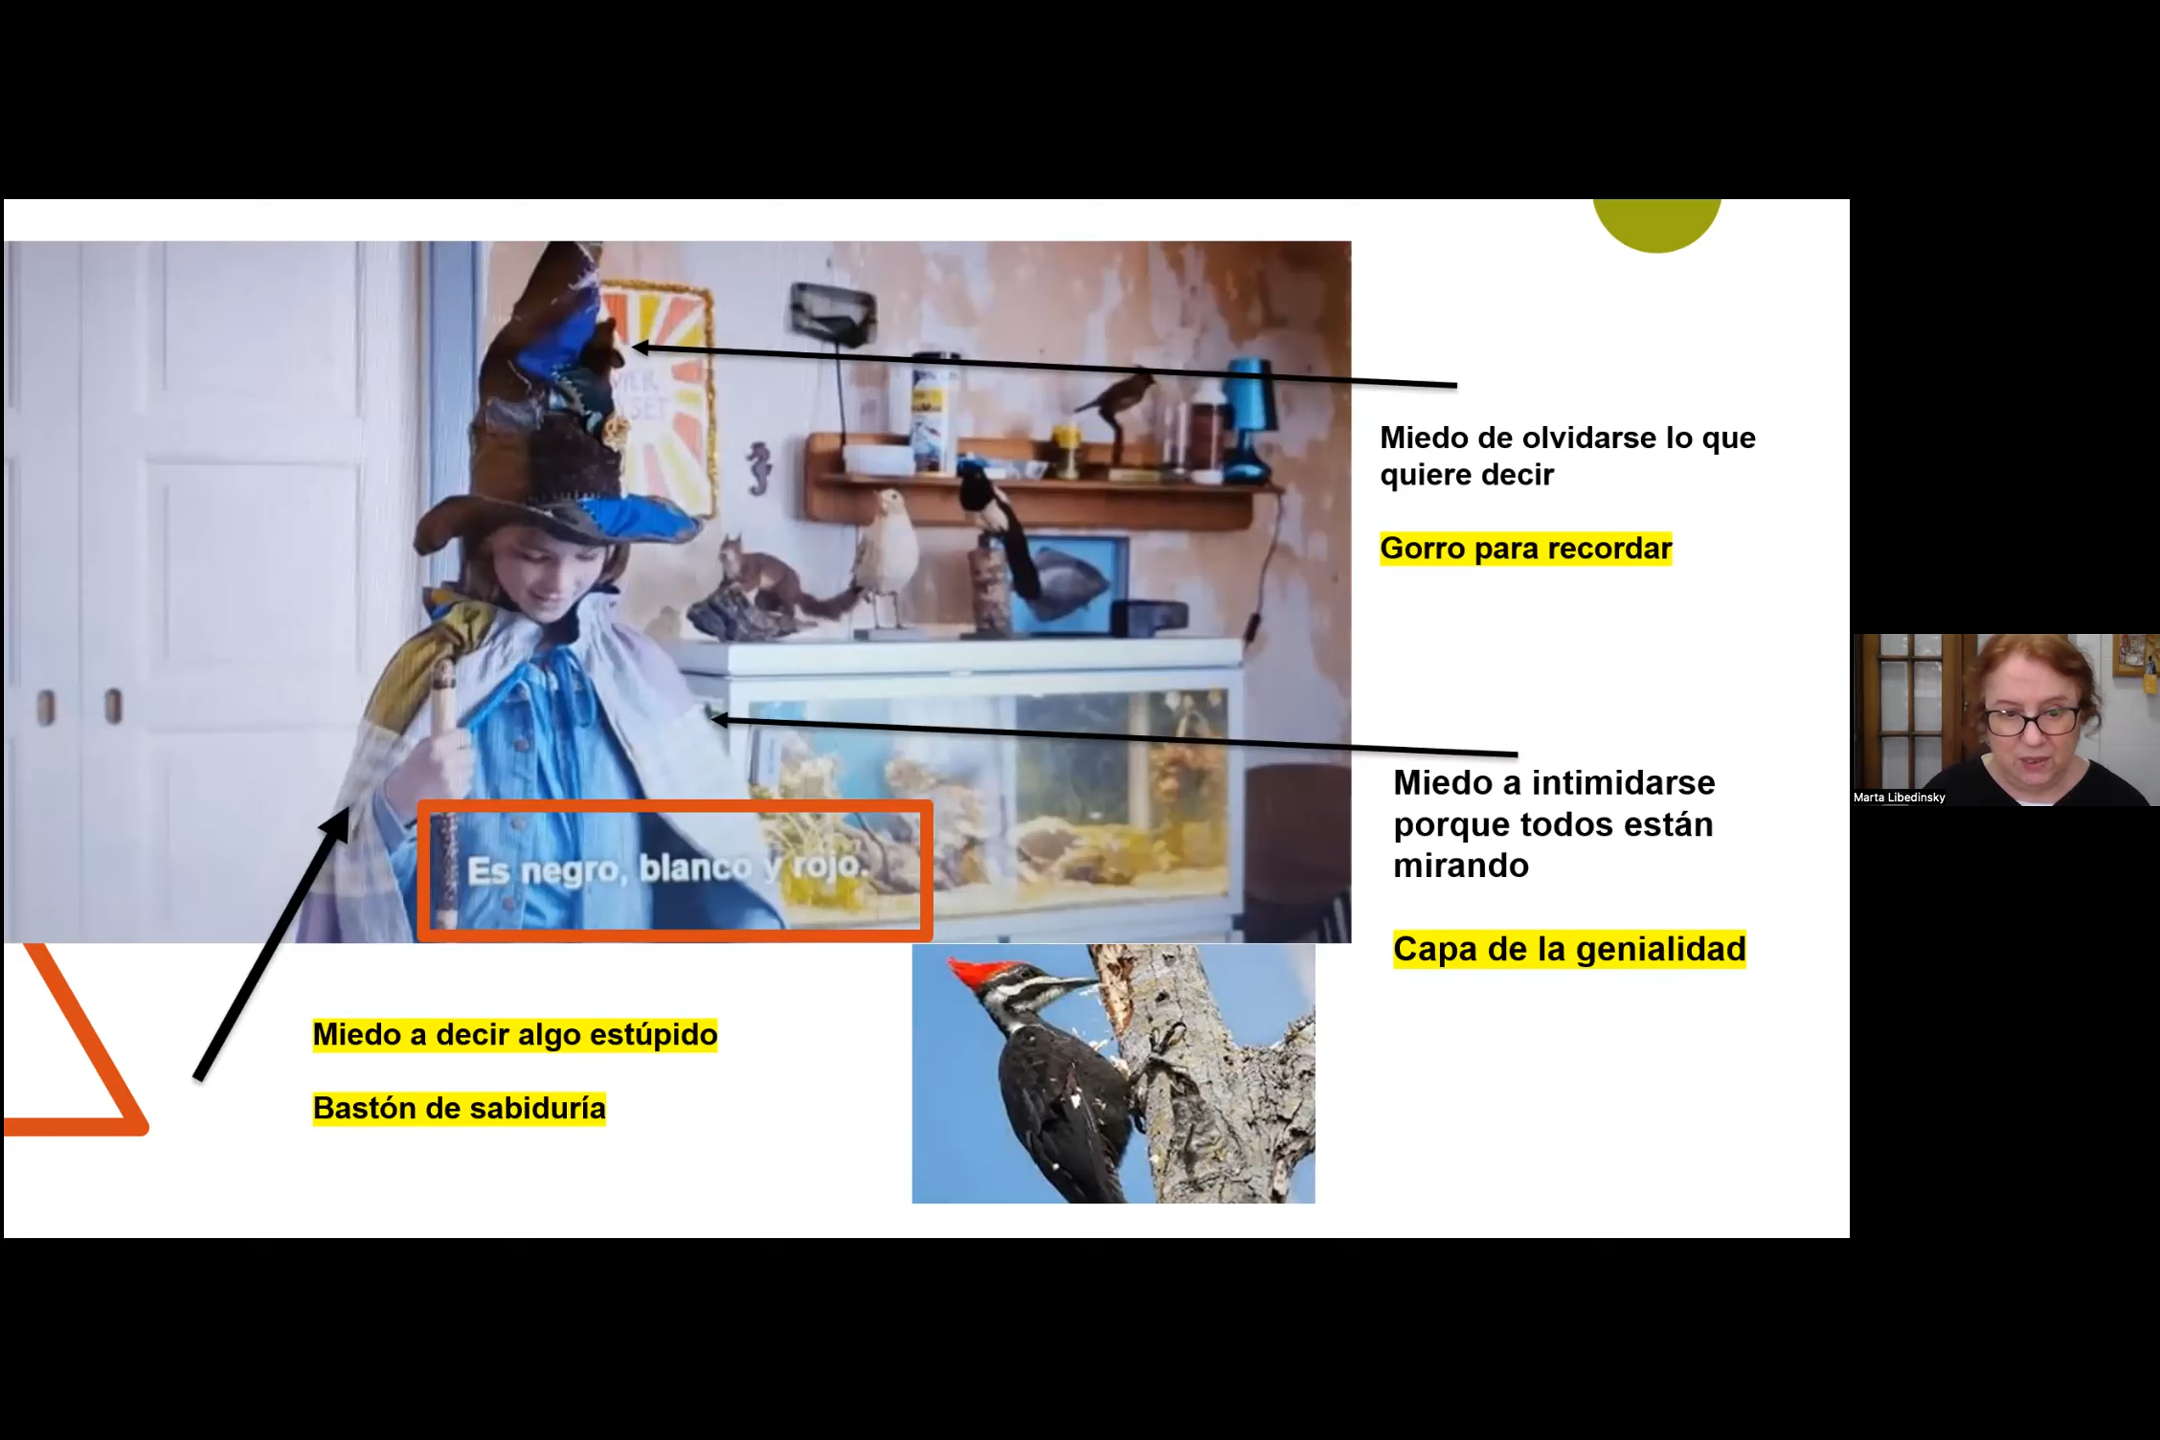 Miedo de olvidarse lo que
quiere decir
Gorro para recordar
Miedo a intimidarse
porque todos están
mirando
Capa de la genialidad
Es negro, blanco y rojo.
Miedo a decir algo estúpido
Bastón de sabiduría
Marta Libedinsky